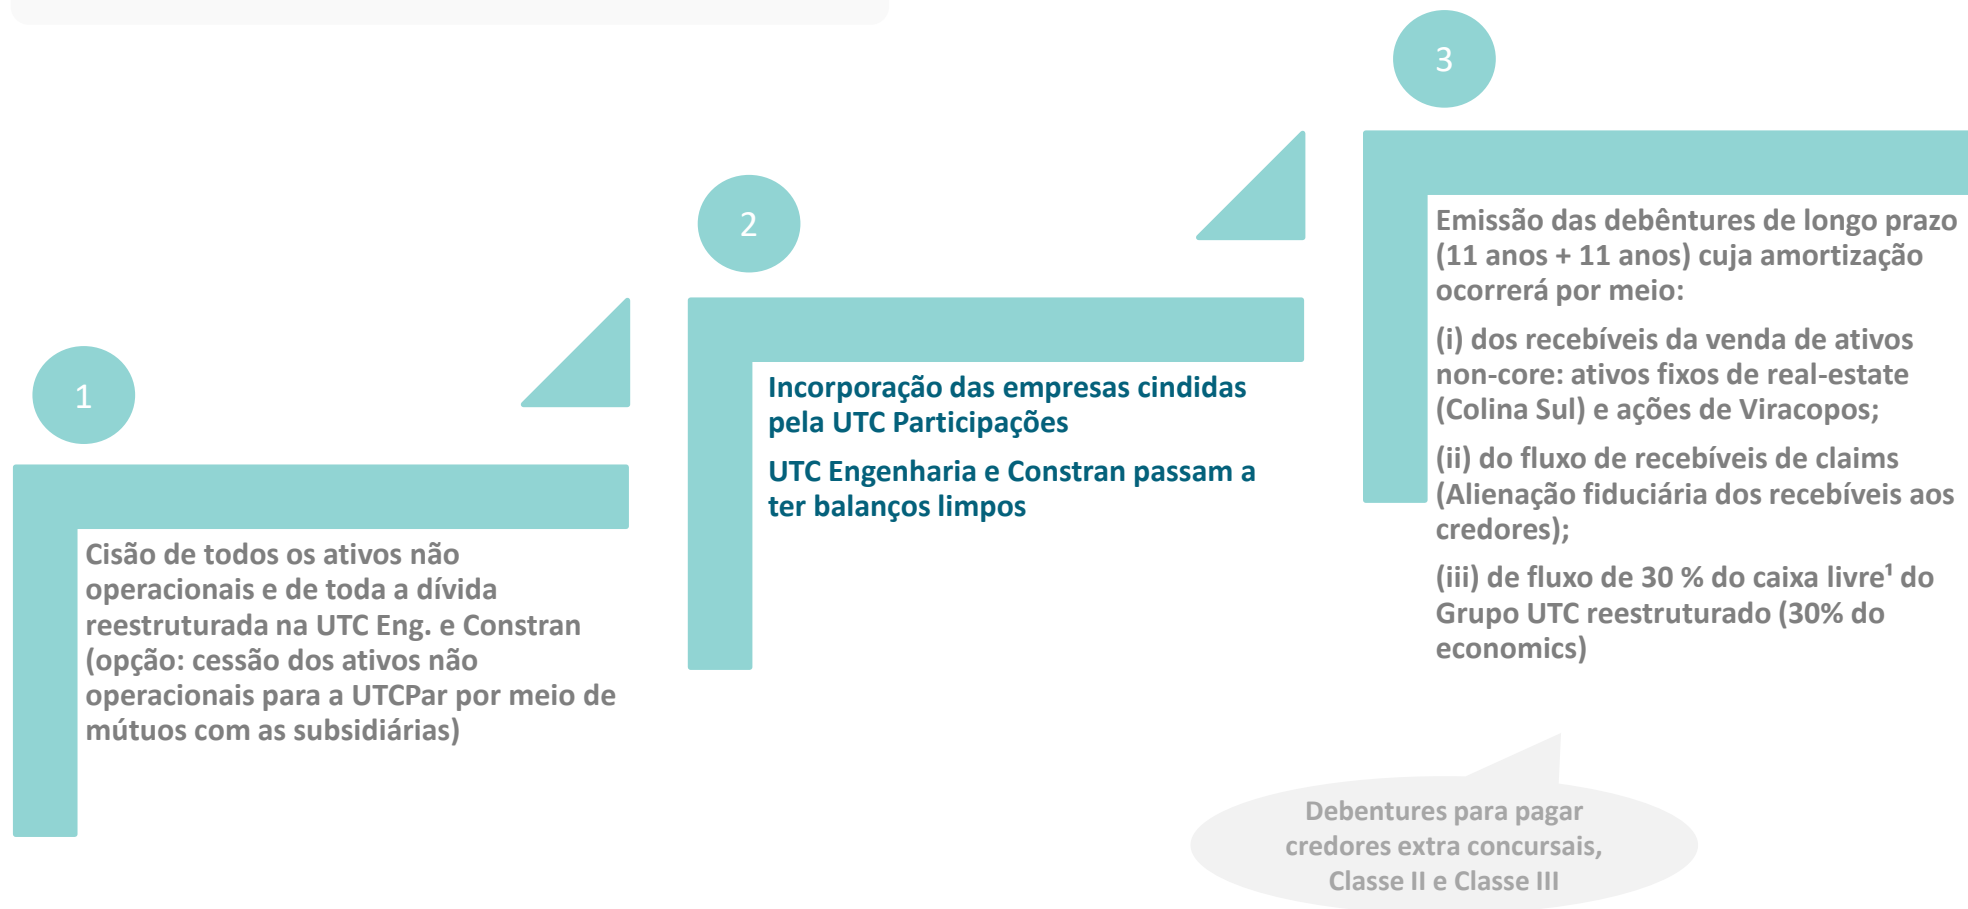 1
Cisão de todos os ativos não
operacionais e de toda a dívida
reestruturada na UTC Eng. e Constran
(opção: cessão dos ativos não
operacionais para a UTCPar por meio de
mútuos com as subsidiárias)
2
Incorporação das empresas cindidas
pela UTC Participações
UTC Engenharia e Constran passam a
ter balanços limpos
3
Emissão das debêntures de longo prazo
(11 anos + 11 anos) cuja amortização
ocorrerá por meio:
(i) dos recebíveis da venda de ativos
non-core: ativos fixos de real-estate
(Colina Sul) e ações de Viracopos;
(ii) do fluxo de recebíveis de claims
(Alienação fiduciária dos recebíveis aos
credores);
(iii) de fluxo de 30 % do caixa livre¹ do
Grupo UTC reestruturado (30% do
economics)
Debentures para pagar
credores extra concursais,
Classe II e Classe III